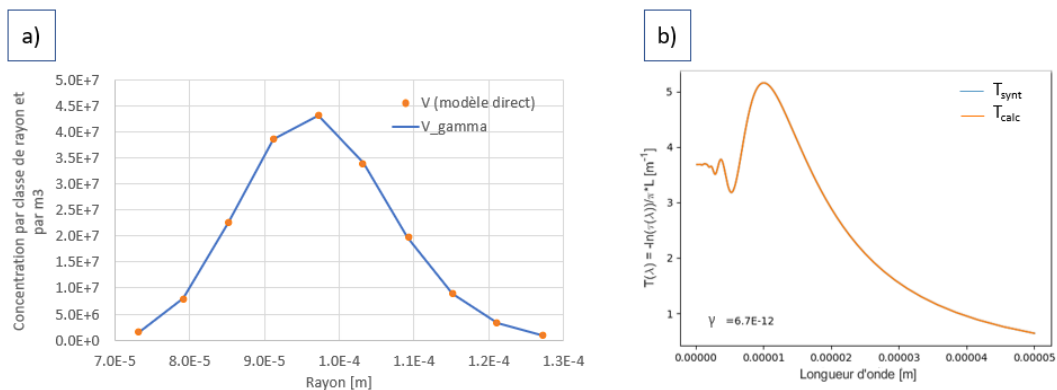 a)
Concentration par classe de rayon et
par m3
5.0E+7
4.5E+7
4.0E+7
3.5E+7
3.0E+7
2.5E+7
2.0E+7
1.5E+7
1.0E+7
5.0E+6
0.0E+0
V (modèle direct)
V_gamma
7.0E-5 8.0E-5 9.0E-5 1.0E-4 1.1E-4 1.2E-4 1.3E-4
Rayon [m]
b)
T(λ) = -ln(τ(λ))/π*L [m⁻¹]
5
4
3
2
1
T_synt
T_calc
γ =6.7E-12
0.00000 0.00001 0.00002 0.00003 0.00004 0.00005
Longueur d'onde [m]